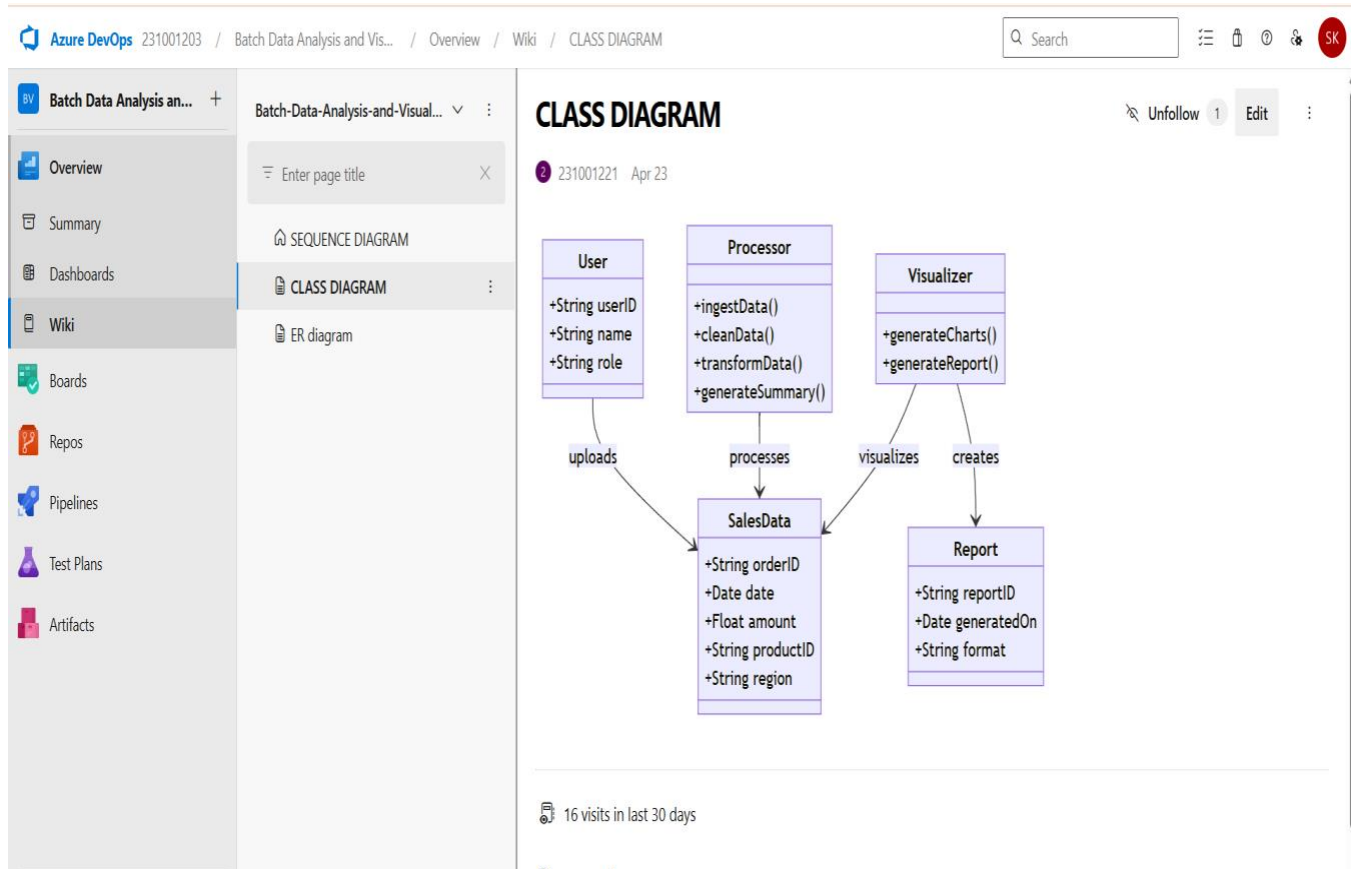 Azure DevOps 231001203 / Batch Data Analysis and Vis... / Overview / Wiki / CLASS DIAGRAM
Search
SK
BV Batch Data Analysis an... +
Overview
Summary
Dashboards
Wiki
Boards
Repos
Pipelines
Test Plans
Artifacts
Batch-Data-Analysis-and-Visual...
Enter page title
SEQUENCE DIAGRAM
CLASS DIAGRAM
ER diagram
CLASS DIAGRAM
Unfollow 1 Edit
2 231001221 Apr 23
User
+String userID
+String name
+String role
Processor
+ingestData()
+cleanData()
+transformData()
+generateSummary()
Visualizer
+generateCharts()
+generateReport()
uploads
processes
visualizes
creates
SalesData
+String orderID
+Date date
+Float amount
+String productID
+String region
Report
+String reportID
+Date generatedOn
+String format
16 visits in last 30 days